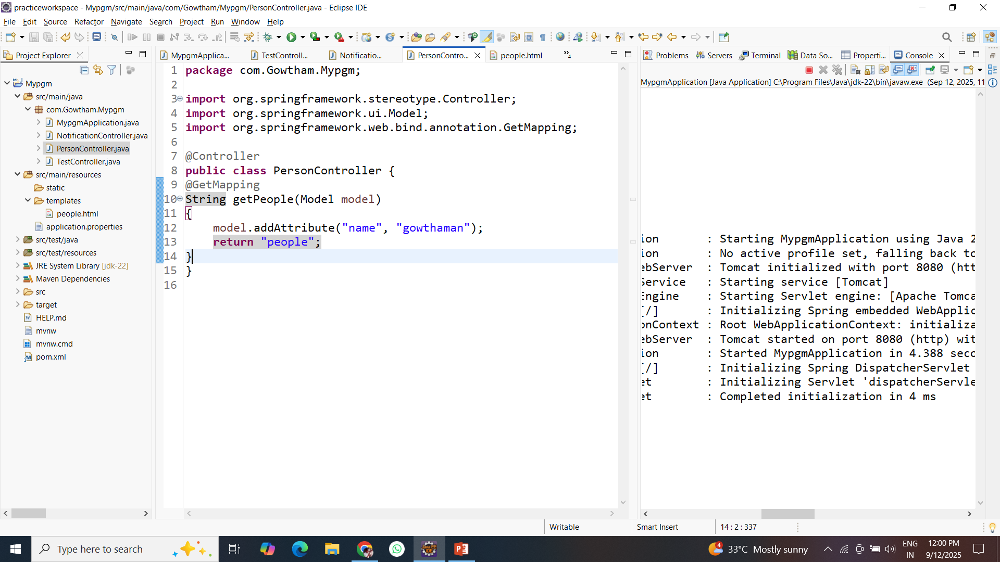 practiceworkspace - Mypgm/src/main/java/com/Gowtham/Mypgm/PersonController.java - Eclipse IDE
File Edit Source Refactor Navigate Search Project Run Window Help
Project Explorer
Mypgm
src/main/java
com.Gowtham.Mypgm
MypgmApplication.java
NotificationController.java
PersonController.java
TestController.java
src/main/resources
static
templates
people.html
application.properties
src/test/java
src/test/resources
JRE System Library [jdk-22]
Maven Dependencies
src
target
HELP.md
mvnw
mvnw.cmd
pom.xml
MypgmApplica... TestControll... Notificatio... PersonContro... people.html »4
1 package com.Gowtham.Mypgm;
2
3 import org.springframework.stereotype.Controller;
4 import org.springframework.ui.Model;
5 import org.springframework.web.bind.annotation.GetMapping;
6
7 @Controller
8 public class PersonController {
9 @GetMapping
10 String getPeople(Model model)
11 {
12 model.addAttribute("name", "gowthaman");
13 return "people";
14 }
15 }
16
Problems Servers Terminal Data So... Properti... Console
MypgmApplication [Java Application] C:\Program Files\Java\jdk-22\bin\javaw.exe (Sep 12, 2025, 11
ion : Starting MypgmApplication using Java 2
ion : No active profile set, falling back to
ebServer : Tomcat initialized with port 8080 (htt
Service : Starting service [Tomcat]
Engine : Starting Servlet engine: [Apache Tomca
[/] : Initializing Spring embedded WebApplic
onContext : Root WebApplicationContext: initializa
ebServer : Tomcat started on port 8080 (http) wit
ion : Started MypgmApplication in 4.388 seco
[/] : Initializing Spring DispatcherServlet
et : Initializing Servlet 'dispatcherServle
et : Completed initialization in 4 ms
Writable Smart Insert 14 : 2 : 337
Type here to search
4 33°C Mostly sunny
ENG
IN
12:00 PM
9/12/2025